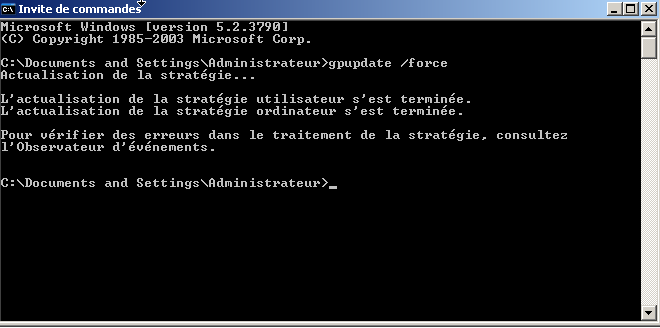 Invite de commandes
Microsoft Windows [version 5.2.3790]
(C) Copyright 1985-2003 Microsoft Corp.
C:\Documents and Settings\Administrateur>gpupdate /force
Actualisation de la stratégie...
L'actualisation de la stratégie utilisateur s'est terminée.
L'actualisation de la stratégie ordinateur s'est terminée.
Pour vérifier des erreurs dans le traitement de la stratégie, consultez
l'Observateur d'événements.
C:\Documents and Settings\Administrateur>_